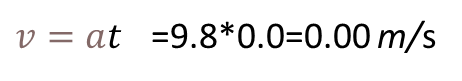 v = at =9.8*0.0=0.00 m/s